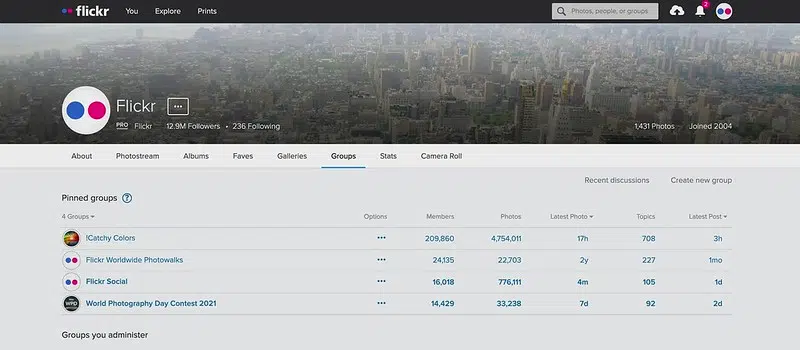 flickr You Explore Prints Photos, people, or groups 2
Flickr ...
PRO Flickr 12.9M Followers • 236 Following 1,431 Photos Joined 2004
About Photostream Albums Faves Galleries Groups Stats Camera Roll
Recent discussions Create new group
Pinned groups ?
4 Groups Options Members Photos Latest Photo Topics Latest Post
!Catchy Colors ... 209,860 4,754,011 17h 708 3h
Flickr Worldwide Photowalks ... 24,135 22,703 2y 227 1mo
Flickr Social ... 16,018 776,111 4m 105 1d
WPD World Photography Day Contest 2021 ... 14,429 33,238 7d 92 2d
Groups you administer